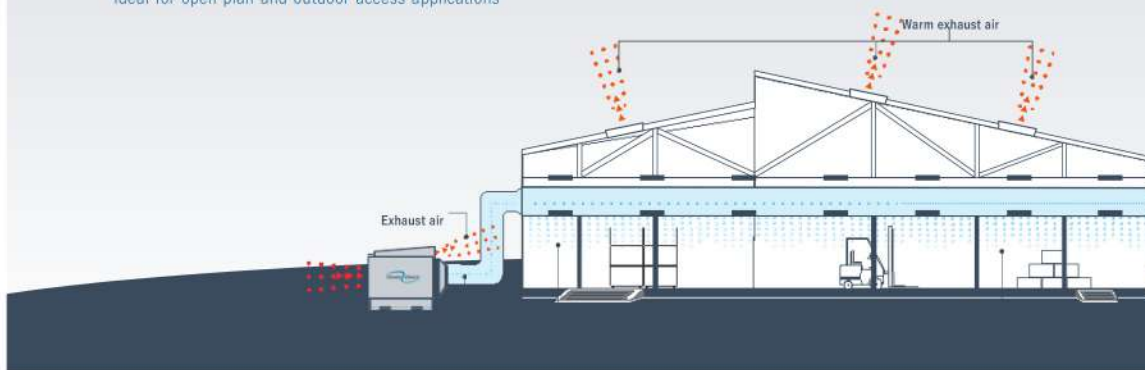 Ideal for open plan and outdoor access applications
Warm exhaust air
Exhaust air